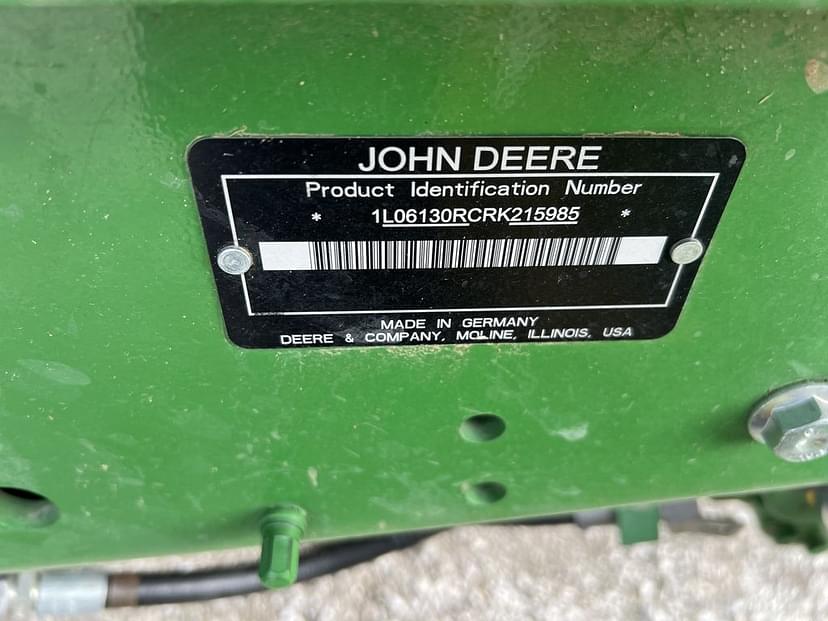 JOHN DEERE
Product Identification Number
* 1L06130RCRK215985 *
MADE IN GERMANY
DEERE & COMPANY, MOLINE, ILLINOIS, USA